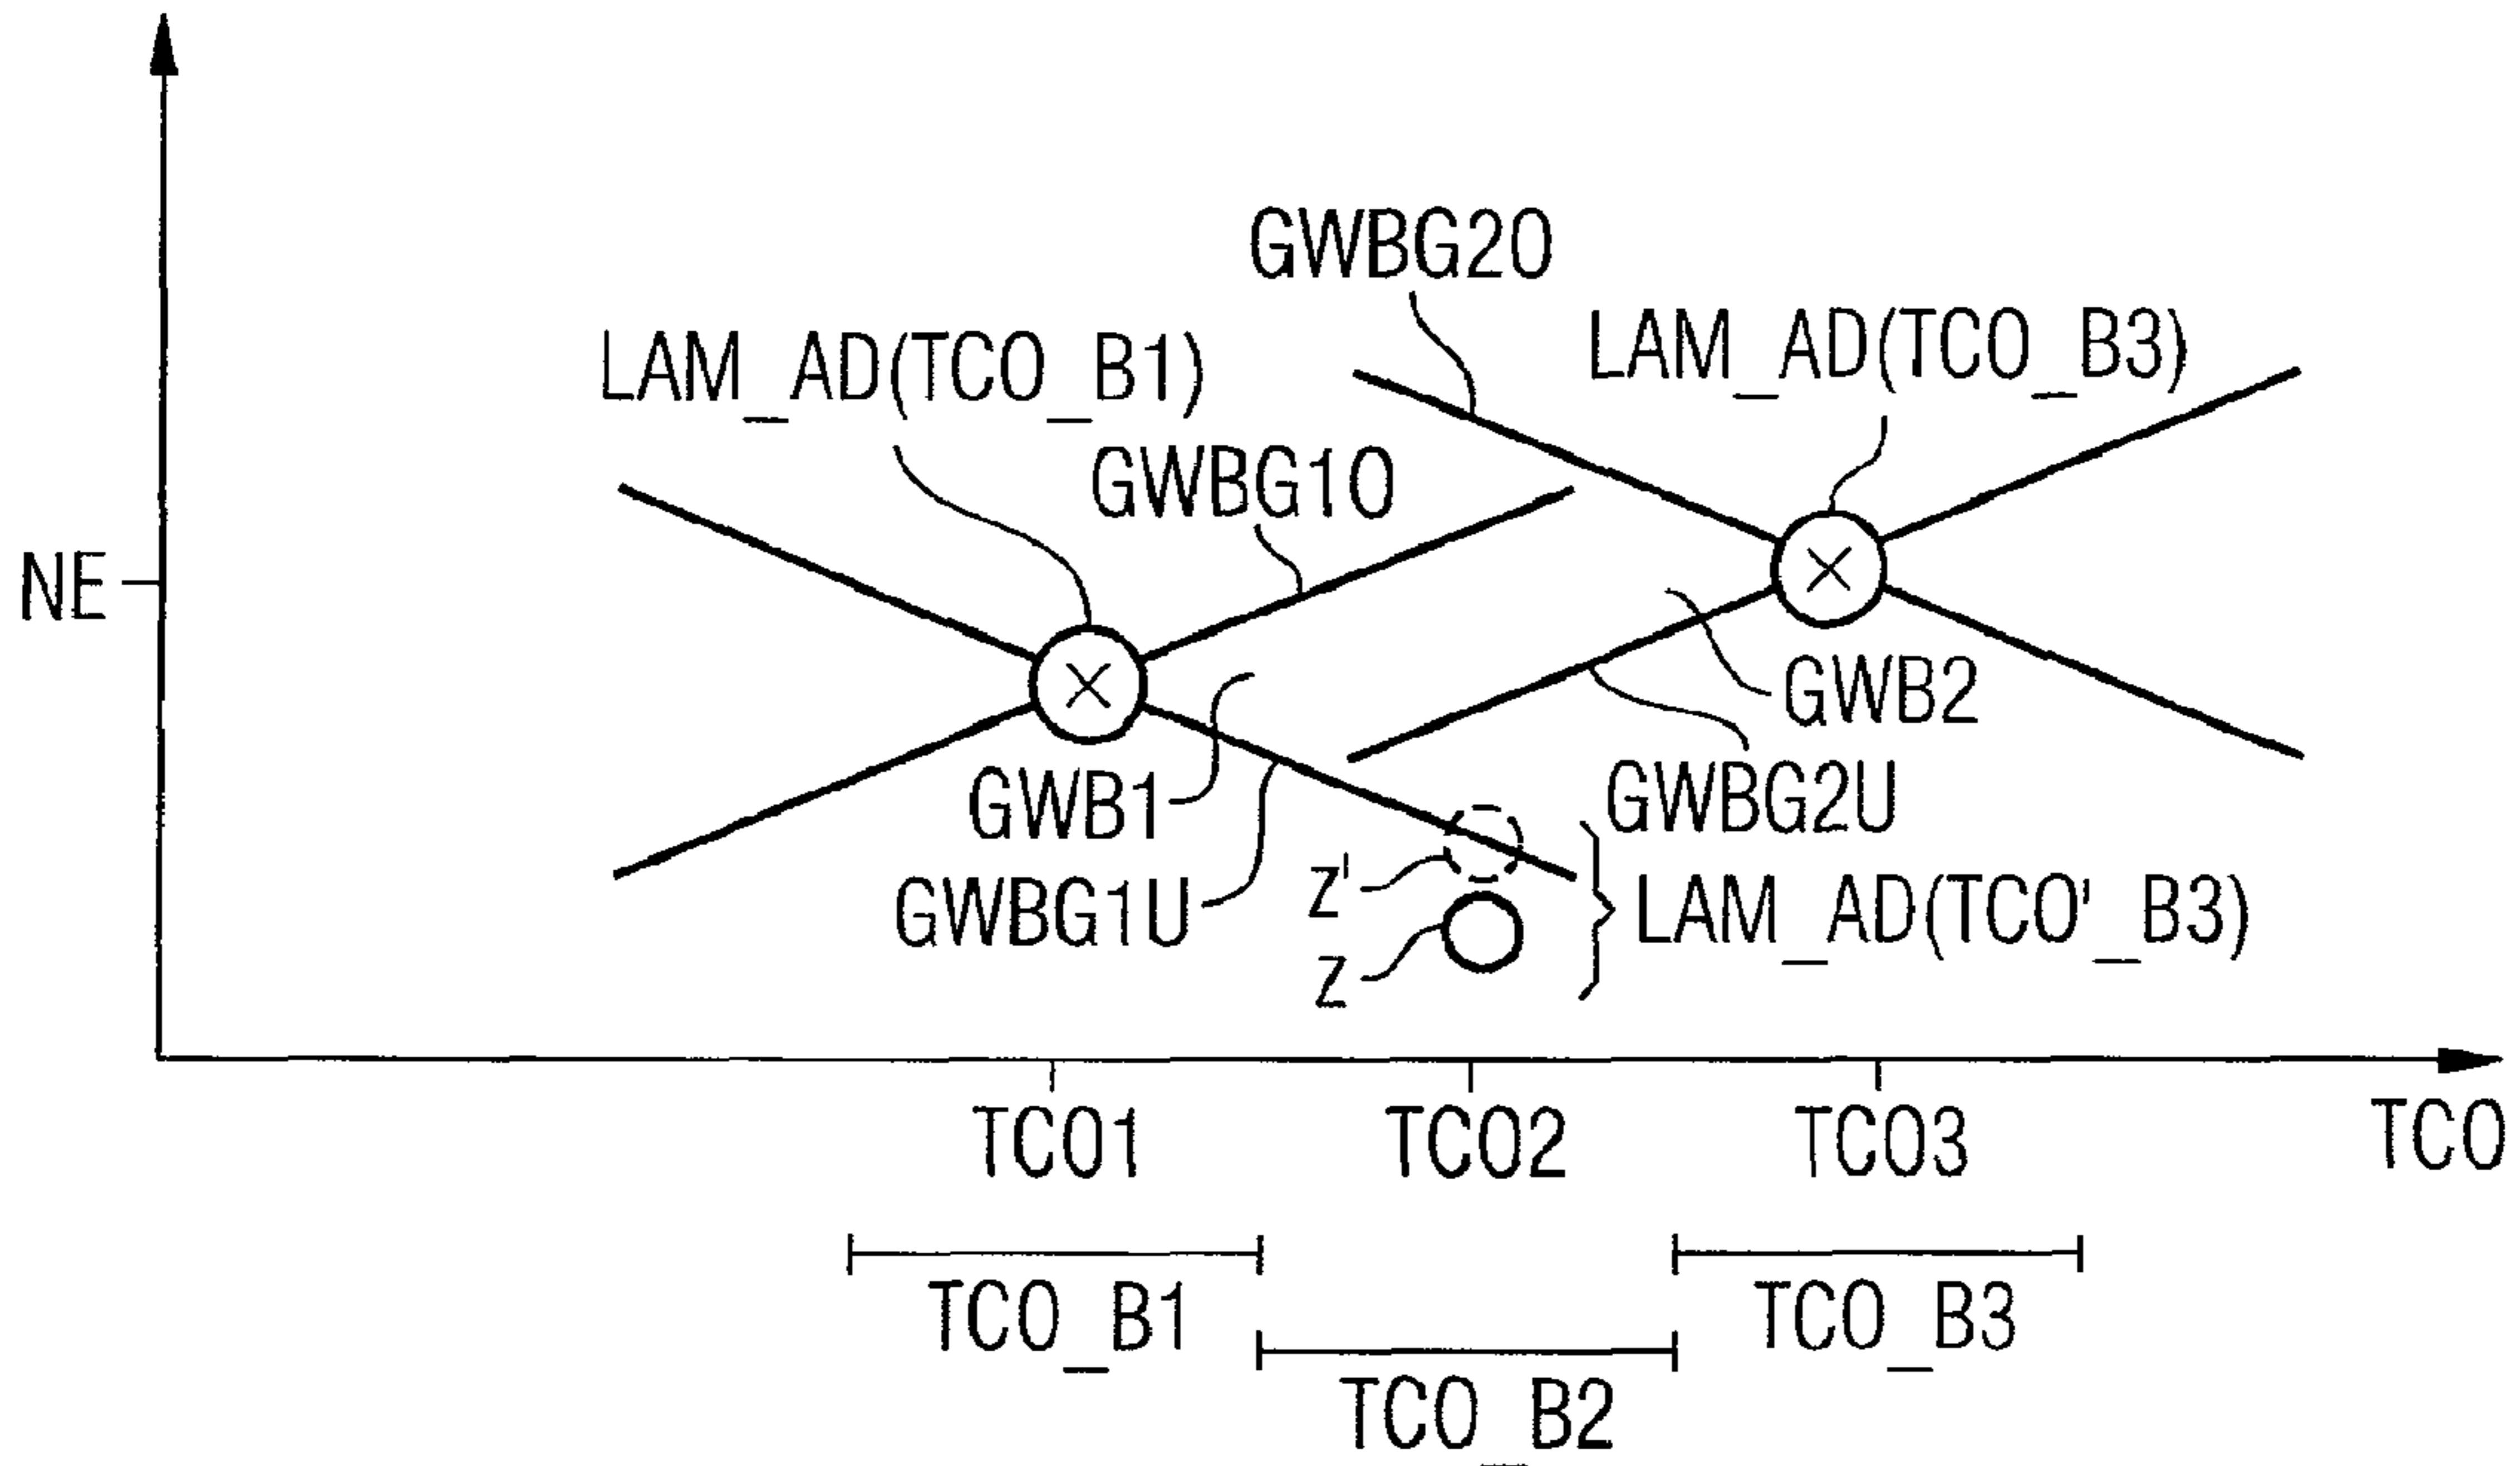 GWBG2O
LAM_AD(TCO_B3)
LAM_AD(TCO_B1)
GWBG1O
NE
GWB2
GWB1
GWBG2U
Z'
GWBG1U
LAM_AD(TCO'_B3)
Z
TCO1
TCO2
TCO3
TCO
TCO_B1
TCO_B3
TCO_B2